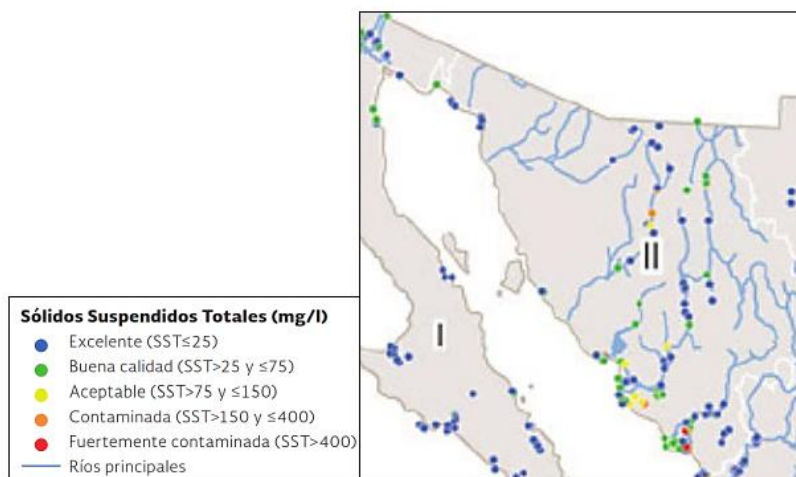 II
I
Sólidos Suspendidos Totales (mg/l)
Excelente (SST≤25)
Buena calidad (SST>25 y ≤75)
Aceptable (SST>75 y ≤150)
Contaminada (SST>150 y ≤400)
Fuertemente contaminada (SST>400)
Ríos principales